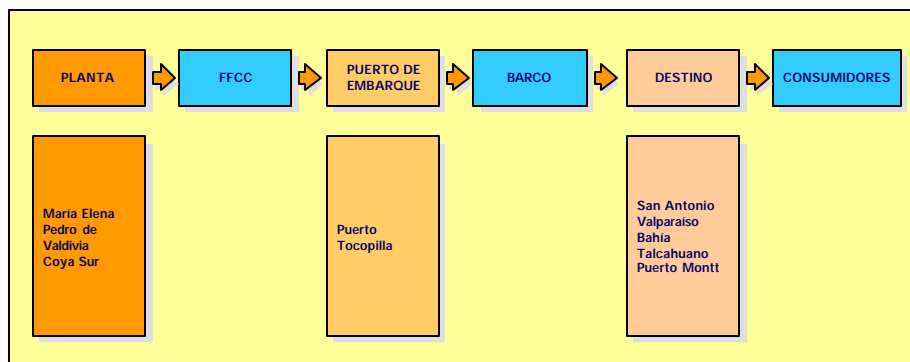 PLANTA
FFCC
PUERTO DE
EMBARQUE
BARCO
DESTINO
CONSUMIDORES
María Elena
Pedro de
Valdivia
Coya Sur
Puerto
Tocopilla
San Antonio
Valparaíso
Bahía
Talcahuano
Puerto Montt